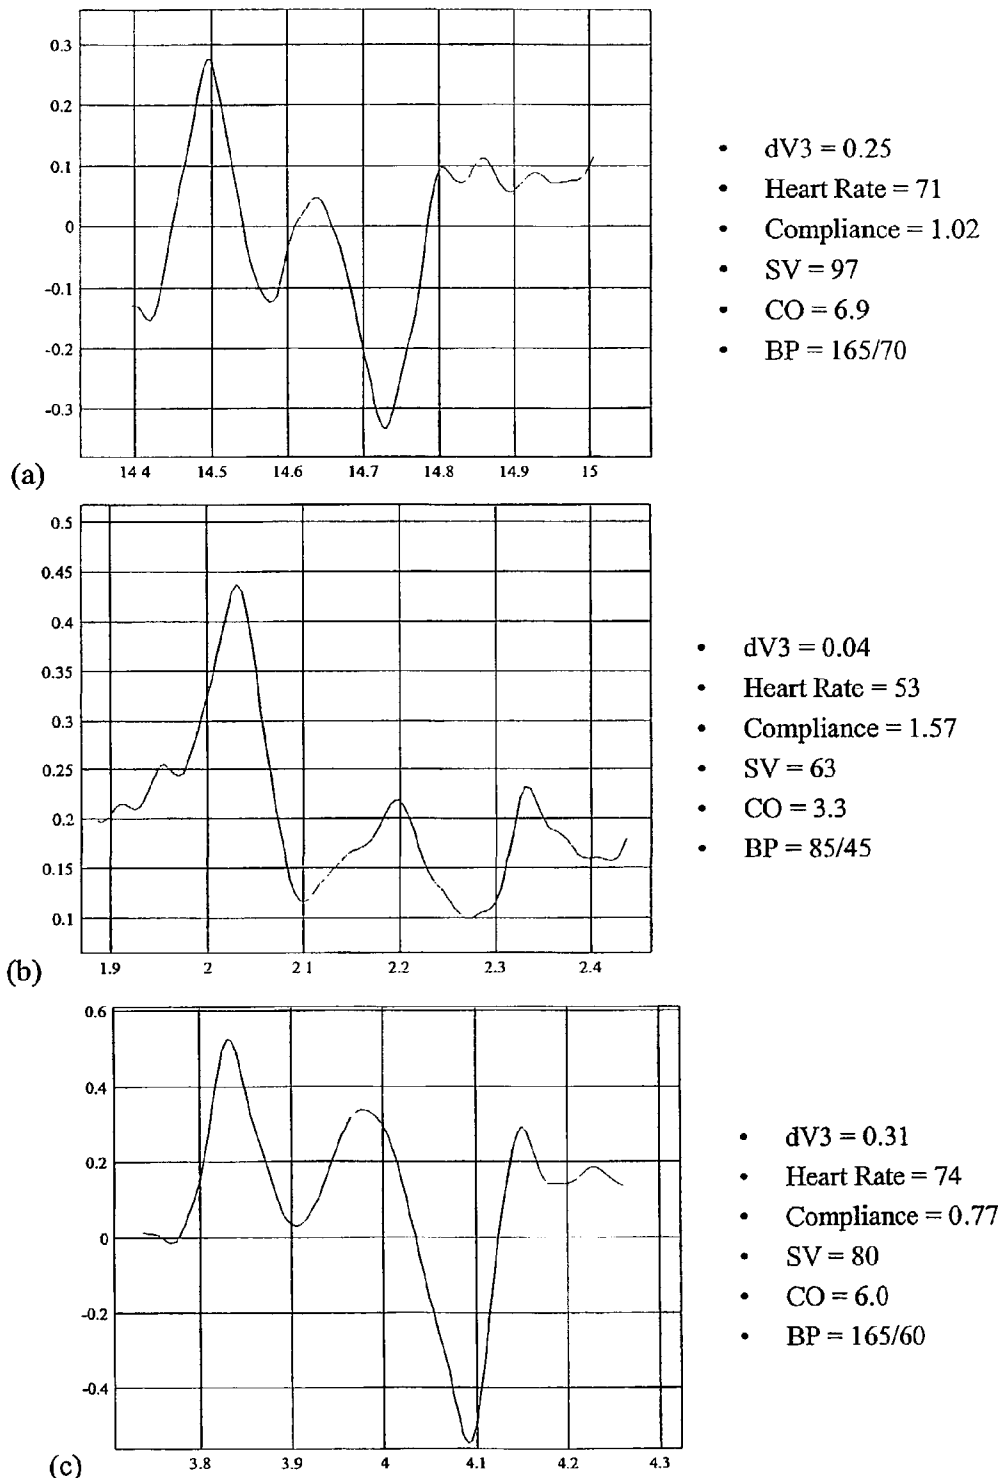 0.3
0.2
0.1
0
-0.1
-0.2
-0.3
14 4 14.5 14.6 14.7 14.8 14.9 15
(a)
• dV3 = 0.25
• Heart Rate = 71
• Compliance = 1.02
• SV = 97
• CO = 6.9
• BP = 165/70
0.5
0.45
0.4
0.35
0.3
0.25
0.2
0.15
0.1
1.9 2 2 1 2.2 2.3 2.4
(b)
• dV3 = 0.04
• Heart Rate = 53
• Compliance = 1.57
• SV = 63
• CO = 3.3
• BP = 85/45
0.6
0.4
0.2
0
-0.2
-0.4
3.8 3.9 4 4.1 4.2 4.3
(c)
• dV3 = 0.31
• Heart Rate = 74
• Compliance = 0.77
• SV = 80
• CO = 6.0
• BP = 165/60